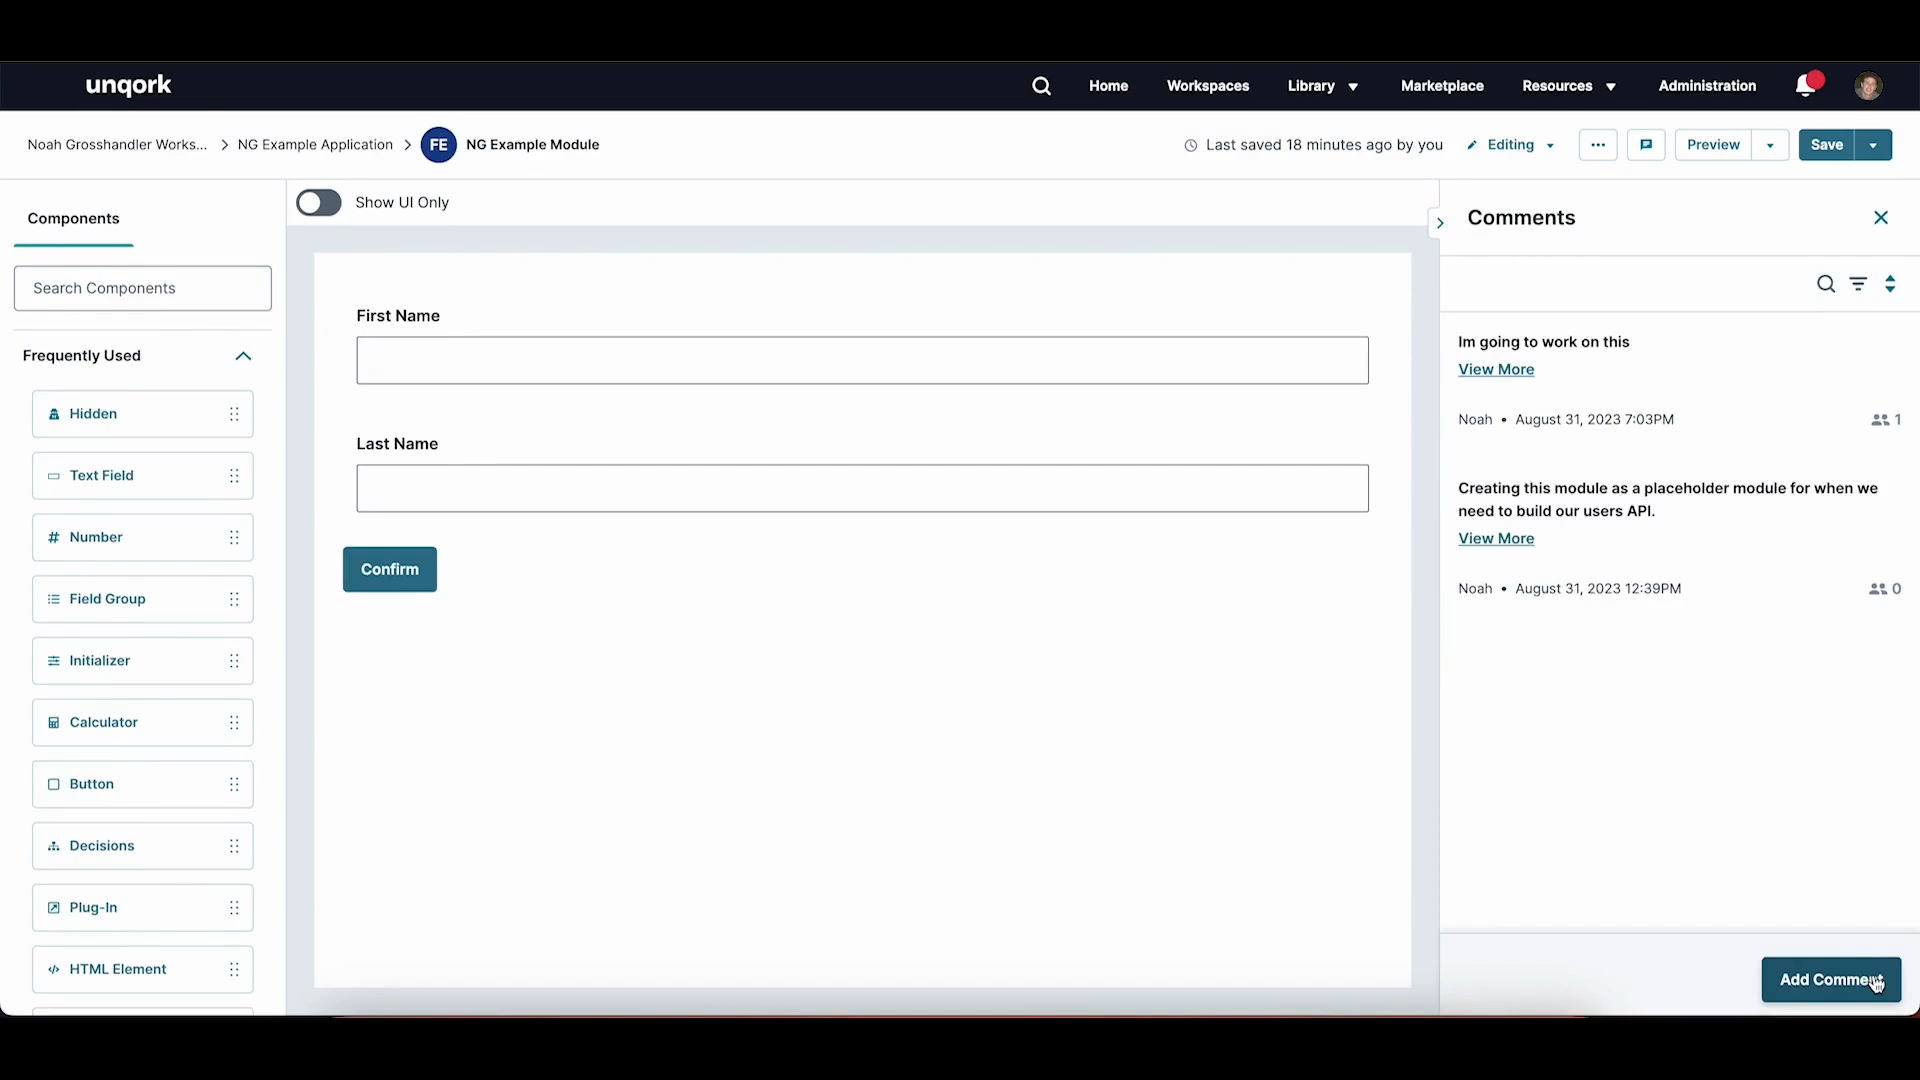 unqork
Home
Workspaces
Library
Marketplace
Resources
Administration
Noah Grosshandler Works...
NG Example Application
FE
NG Example Module
Last saved 18 minutes ago by you
Editing
Preview
Save
Components
Search Components
Frequently Used
Hidden
Text Field
Number
Field Group
Initializer
Calculator
Button
Decisions
Plug-In
HTML Element
Show UI Only
First Name
Last Name
Confirm
Comments
Im going to work on this
View More
Noah • August 31, 2023 7:03PM
1
Creating this module as a placeholder module for when we
need to build our users API.
View More
Noah • August 31, 2023 12:39PM
0
Add Comment